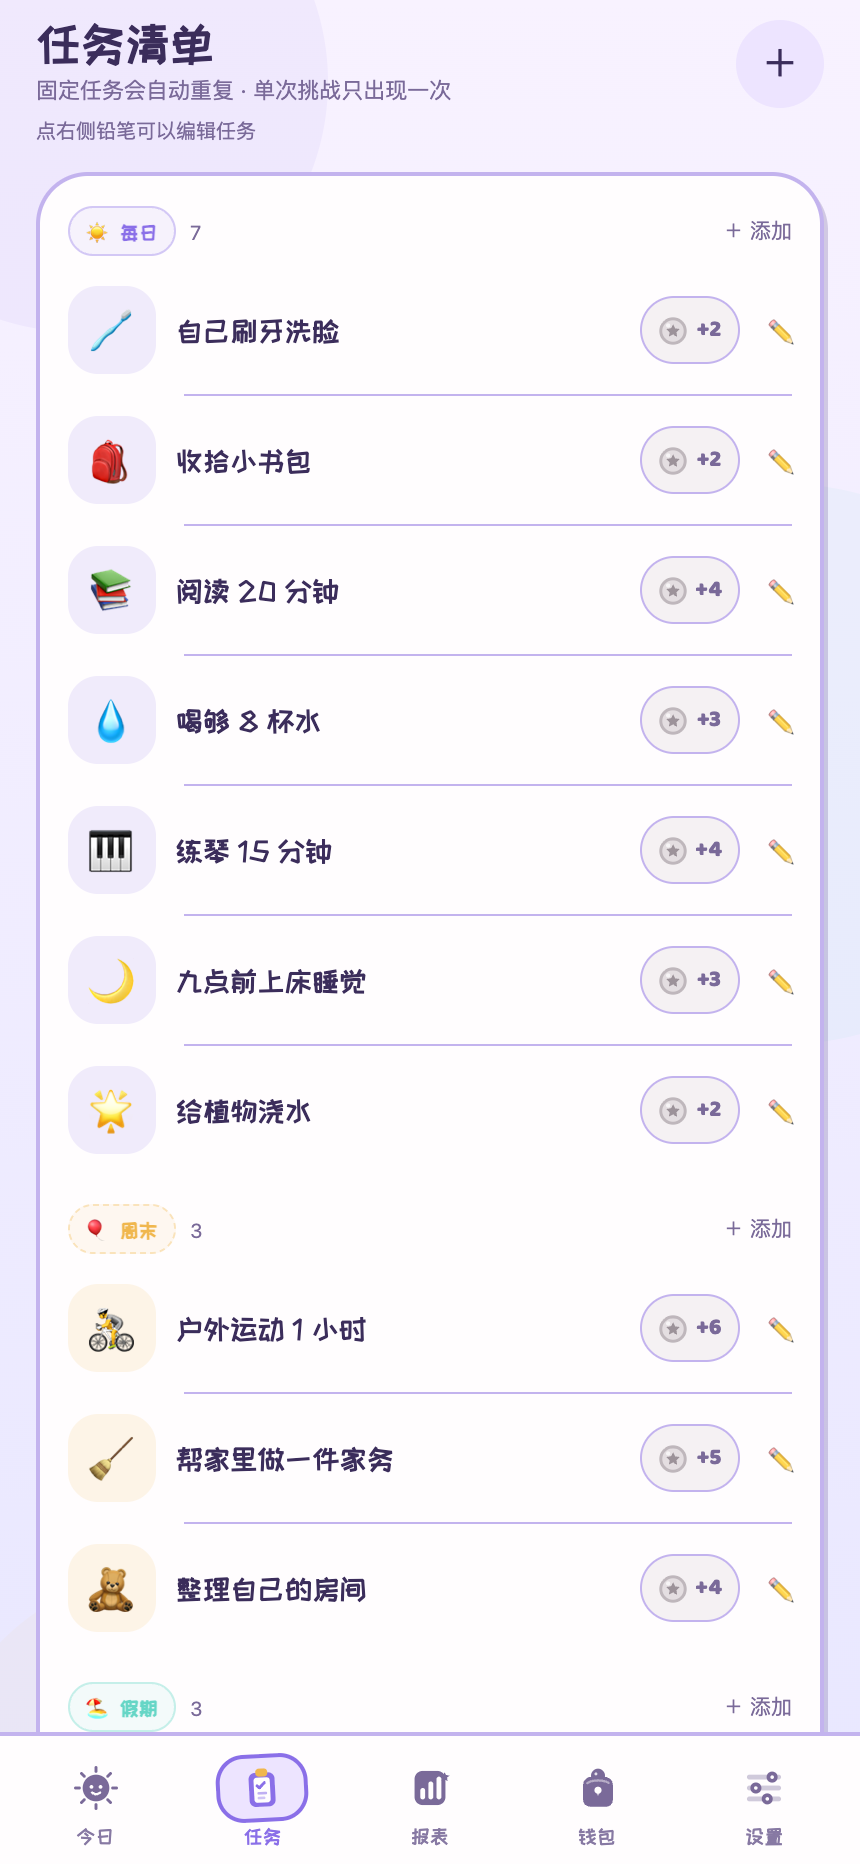 任务清单
固定任务会自动重复 · 单次挑战只出现一次
点右侧铅笔可以编辑任务
每日 7 + 添加
自己刷牙洗脸 +2
收拾小书包 +2
阅读 20 分钟 +4
喝够 8 杯水 +3
练琴 15 分钟 +4
九点前上床睡觉 +3
给植物浇水 +2
周末 3 + 添加
户外运动 1 小时 +6
帮家里做一件家务 +5
整理自己的房间 +4
假期 3 + 添加
今日 任务 报表 钱包 设置